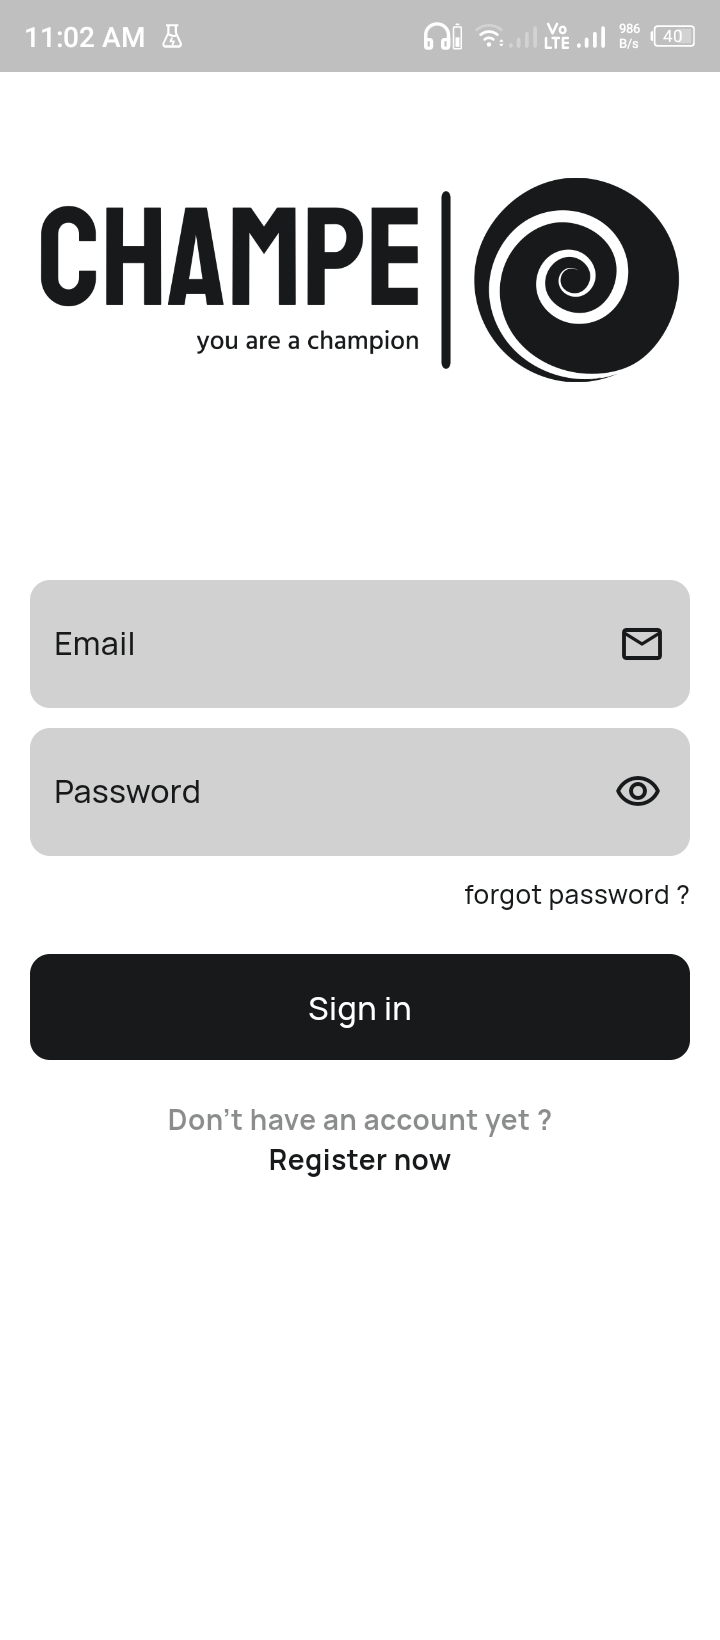 11:02 AM
Vo LTE
986 B/s
40
CHAMPE
you are a champion
Email
Password
forgot password ?
Sign in
Don't have an account yet ?
Register now